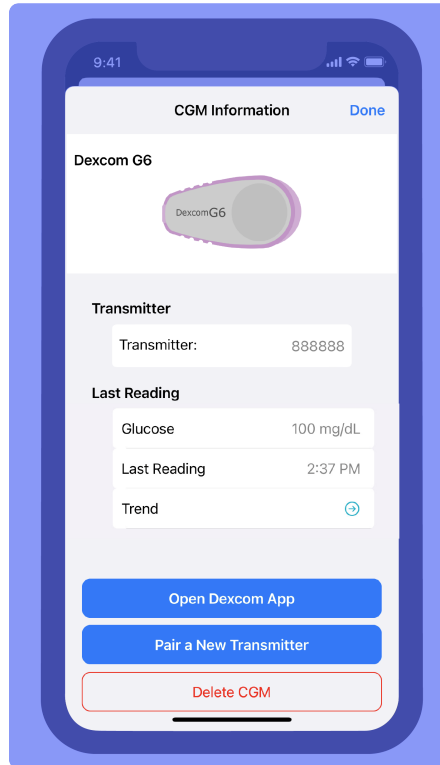 9:41
CGM Information Done
Dexcom G6
DexcomG6
Transmitter
Transmitter: 888888
Last Reading
Glucose 100 mg/dL
Last Reading 2:37 PM
Trend
Open Dexcom App
Pair a New Transmitter
Delete CGM